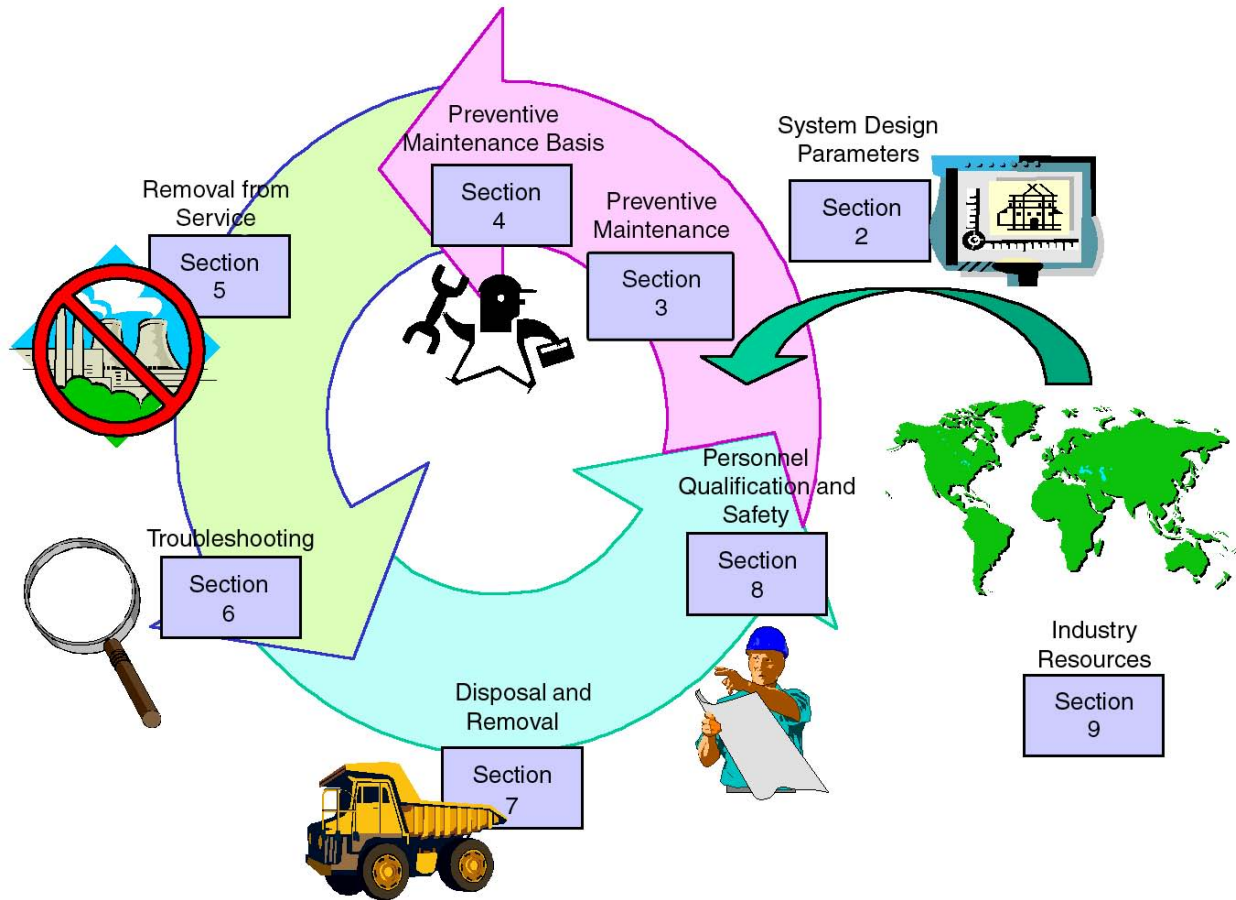 Preventive
Maintenance Basis
Section
4
System Design
Parameters
Section
2
Removal from
Service
Section
5
Preventive
Maintenance
Section
3
Personnel
Qualification and
Safety
Section
8
Troubleshooting
Section
6
Industry
Resources
Section
9
Disposal and
Removal
Section
7